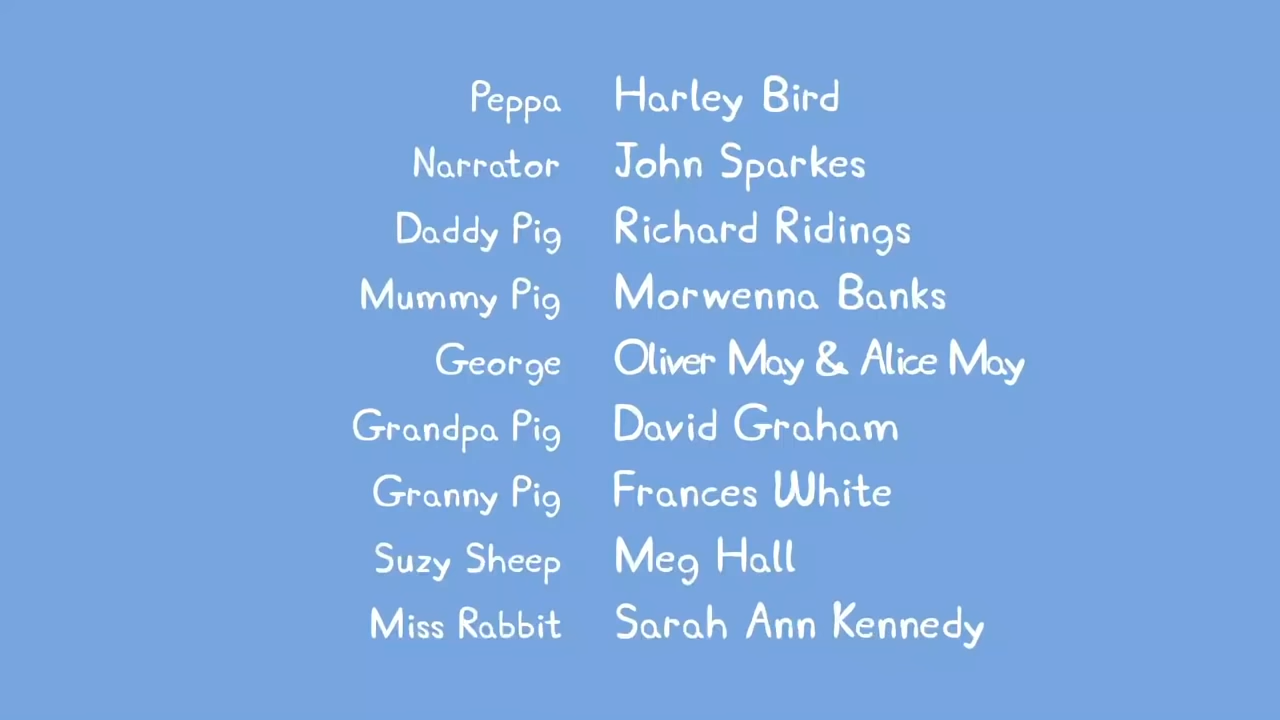 Peppa Harley Bird
Narrator John Sparkes
Daddy Pig Richard Ridings
Mummy Pig Morwenna Banks
George Oliver May & Alice May
Grandpa Pig David Graham
Granny Pig Frances White
Suzy Sheep Meg Hall
Miss Rabbit Sarah Ann Kennedy